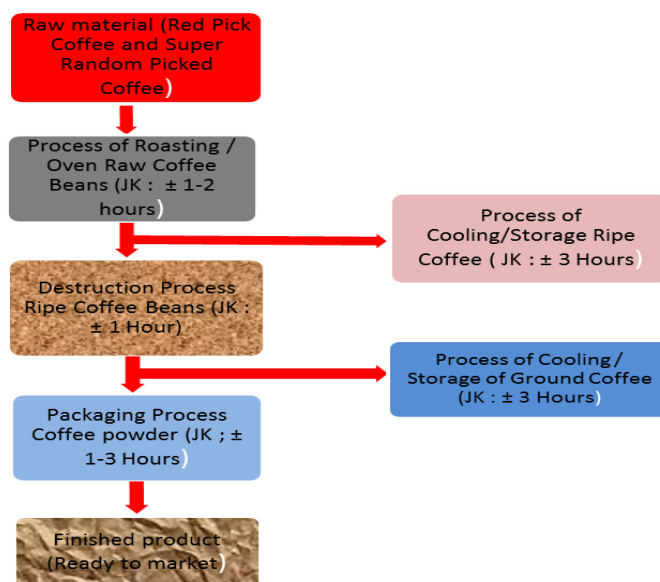 Raw material (Red Pick
Coffee and Super
Random Picked
Coffee)
Process of Roasting /
Oven Raw Coffee
Beans (JK : ± 1-2
hours)
Process of
Cooling/Storage Ripe
Coffee ( JK : ± 3 Hours)
Destruction Process
Ripe Coffee Beans (JK :
± 1 Hour)
Process of Cooling /
Storage of Ground Coffee
(JK : ± 3 Hours)
Packaging Process
Coffee powder (JK ; ±
1-3 Hours)
Finished product
(Ready to market)